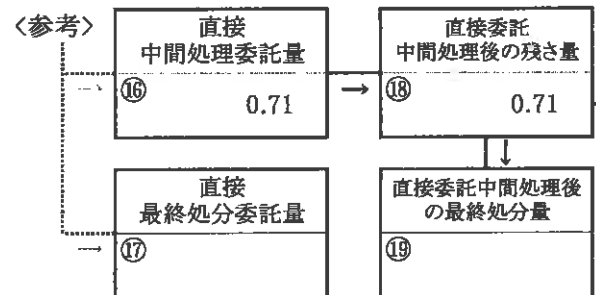 〈参考〉
直接
中間処理委託量
⑯
0.71
→
直接委託
中間処理後の残さ量
⑱
0.71
↓
直接
最終処分委託量
⑰
直接委託中間処理後
の最終処分量
⑲